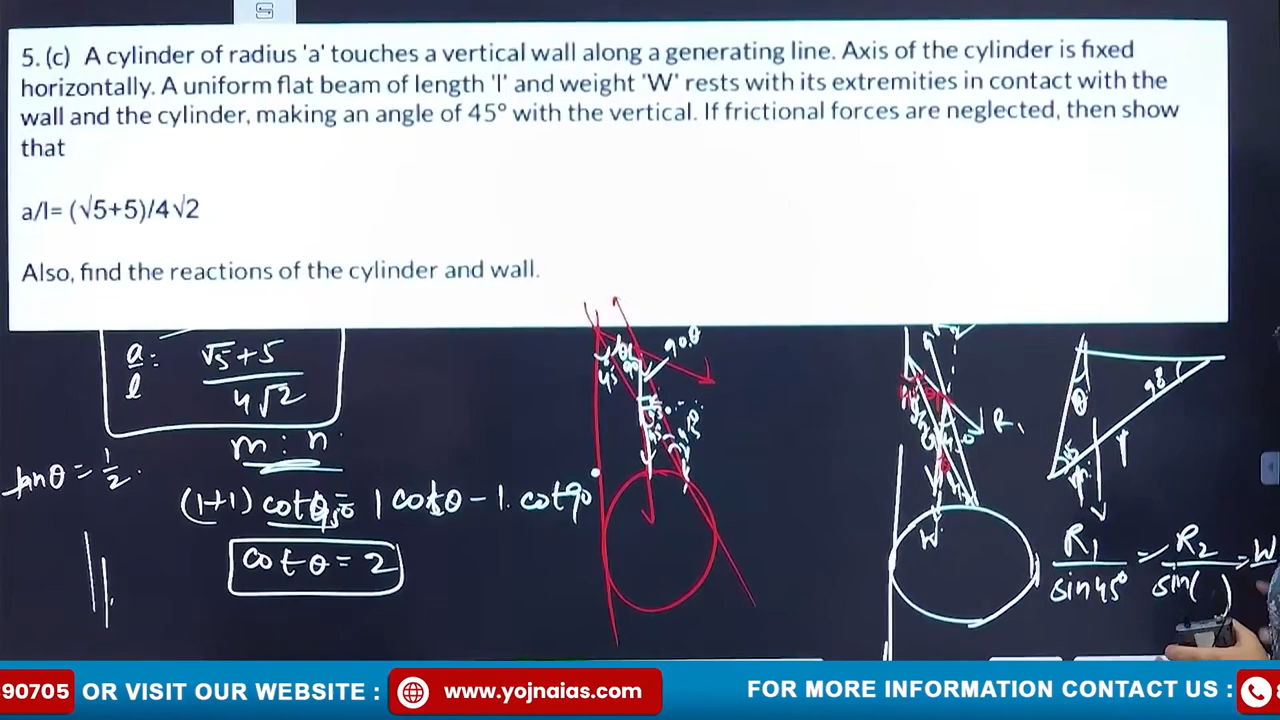 5. (c) A cylinder of radius 'a' touches a vertical wall along a generating line. Axis of the cylinder is fixed
horizontally. A uniform flat beam of length 'l' and weight 'W' rests with its extremities in contact with the
wall and the cylinder, making an angle of 45° with the vertical. If frictional forces are neglected, then show
that
a/l= (√5+5)/4√2
Also, find the reactions of the cylinder and wall.
a/l : √5+5 / 4√2
m : n
tanθ = 1/2
(1+1) cot45° = 1 cotθ - 1. cot90
cotθ = 2
45
90-θ
R₁
W
θ
90
R₁/sin45° = R₂/sin( ) = W
90705 OR VISIT OUR WEBSITE : www.yojnaias.com FOR MORE INFORMATION CONTACT US :